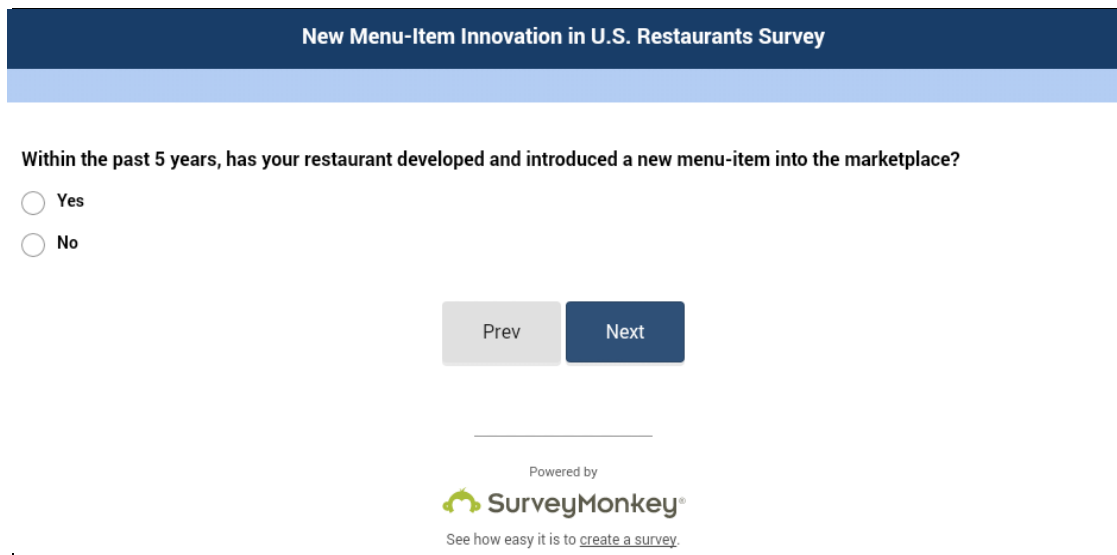 New Menu-Item Innovation in U.S. Restaurants Survey
Within the past 5 years, has your restaurant developed and introduced a new menu-item into the marketplace?
Yes
No
Prev Next
Powered by
SurveyMonkey®
See how easy it is to create a survey.